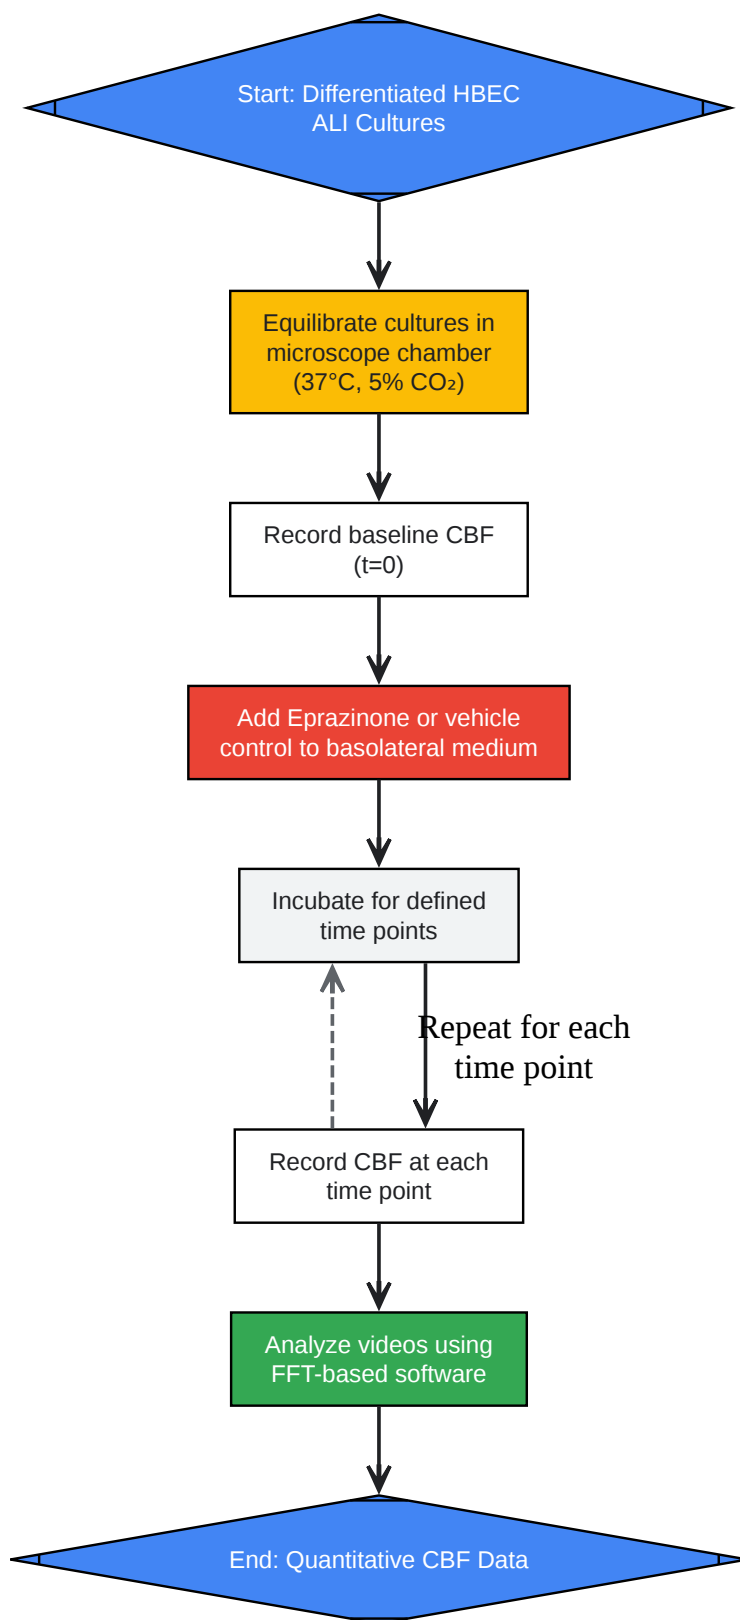 Start: Differentiated HBEC
ALI Cultures
Equilibrate cultures in
microscope chamber
(37°C, 5% CO₂)
Record baseline CBF
(t=0)
Add Eprazinone or vehicle
control to basolateral medium
Incubate for defined
time points
Repeat for each
time point
Record CBF at each
time point
Analyze videos using
FFT-based software
End: Quantitative CBF Data